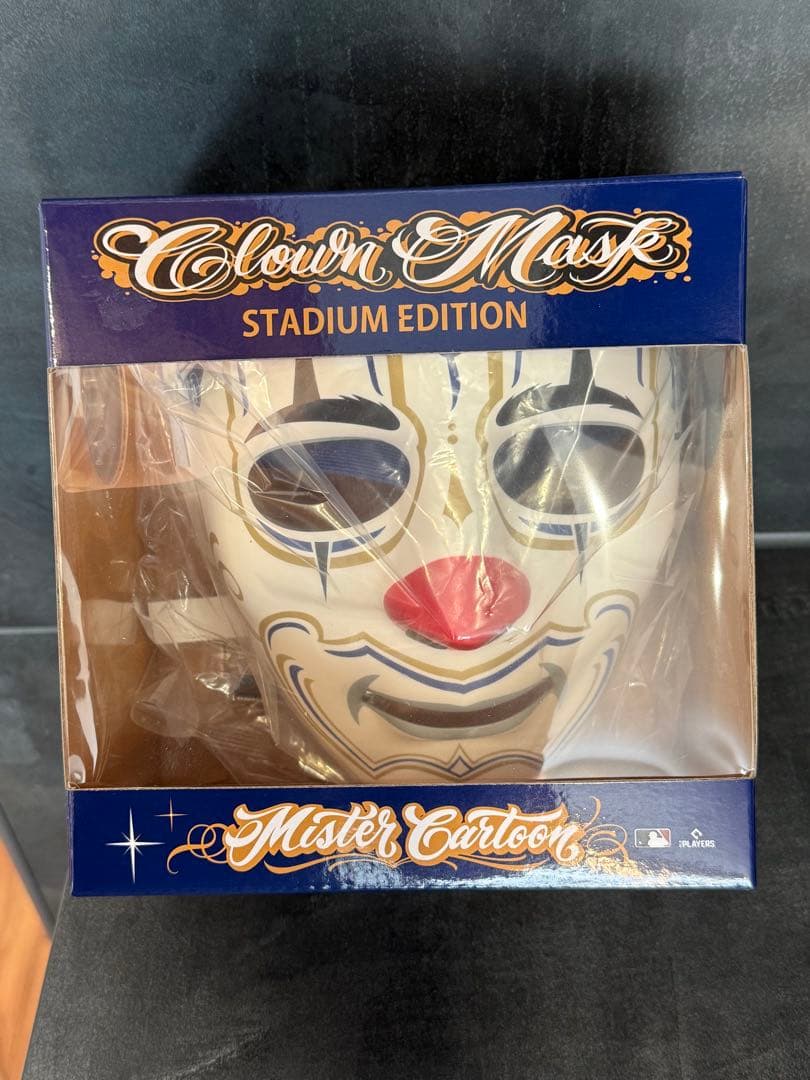 Clown Mask
STADIUM EDITION
Mister Cartoon
PLAYERS